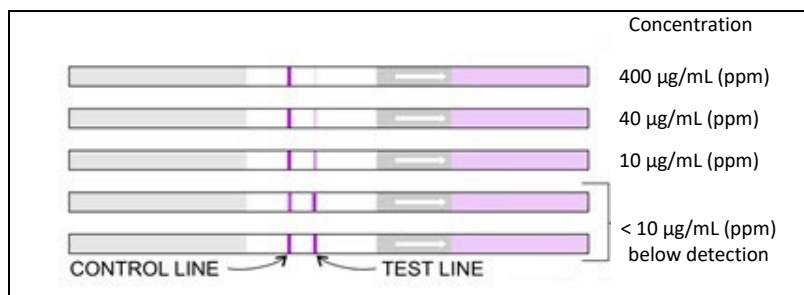 Concentration
400 µg/mL (ppm)
40 µg/mL (ppm)
10 µg/mL (ppm)
< 10 µg/mL (ppm)
below detection
CONTROL LINE
TEST LINE